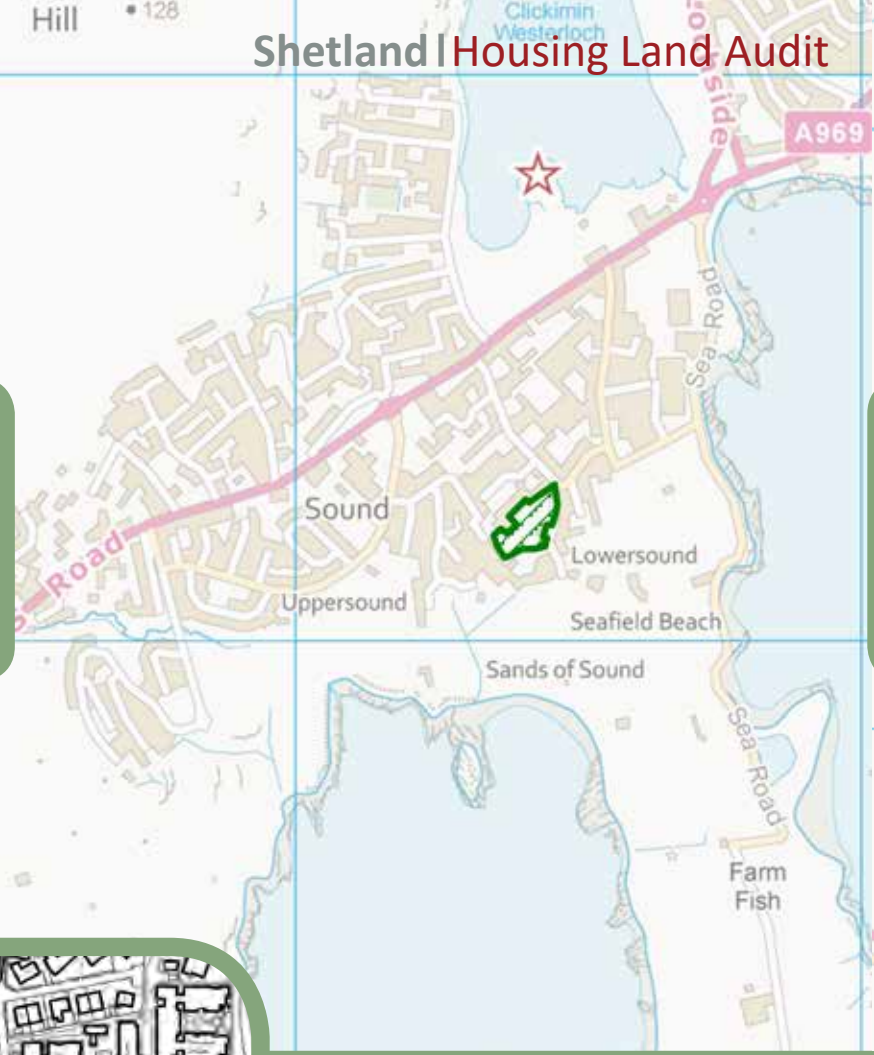 Hill
128
Clickimin
Westerloch
Shetland|Housing Land Audit
A969
Sea Road
Sound
Road
Lowersound
Uppersound
Seafield Beach
Sands of Sound
Sea Road
Farm
Fish